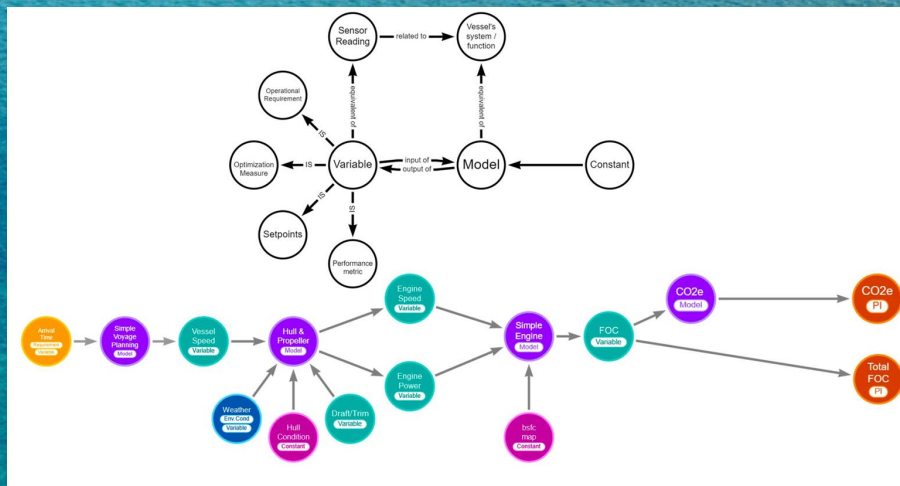 Sensor
Reading
related to
Vessel's
system /
function
Operational
Requirement
equivalent of
equivalent of
IS
Optimization
Measure
IS
Variable
input of
output of
Model
Constant
IS
IS
Setpoints
Performance
metric
Engine
Speed
Variable
CO2e
Model
CO2e
PI
Arrival
Time
Requirement
Variable
Simple
Voyage
Planning
Model
Vessel
Speed
Variable
Hull &
Propeller
Model
Simple
Engine
Model
FOC
Variable
Engine
Power
Variable
Total
FOC
PI
Weather
Env.Cond
Variable
Hull
Condition
Constant
Draft/Trim
Variable
bsfc
map
Constant